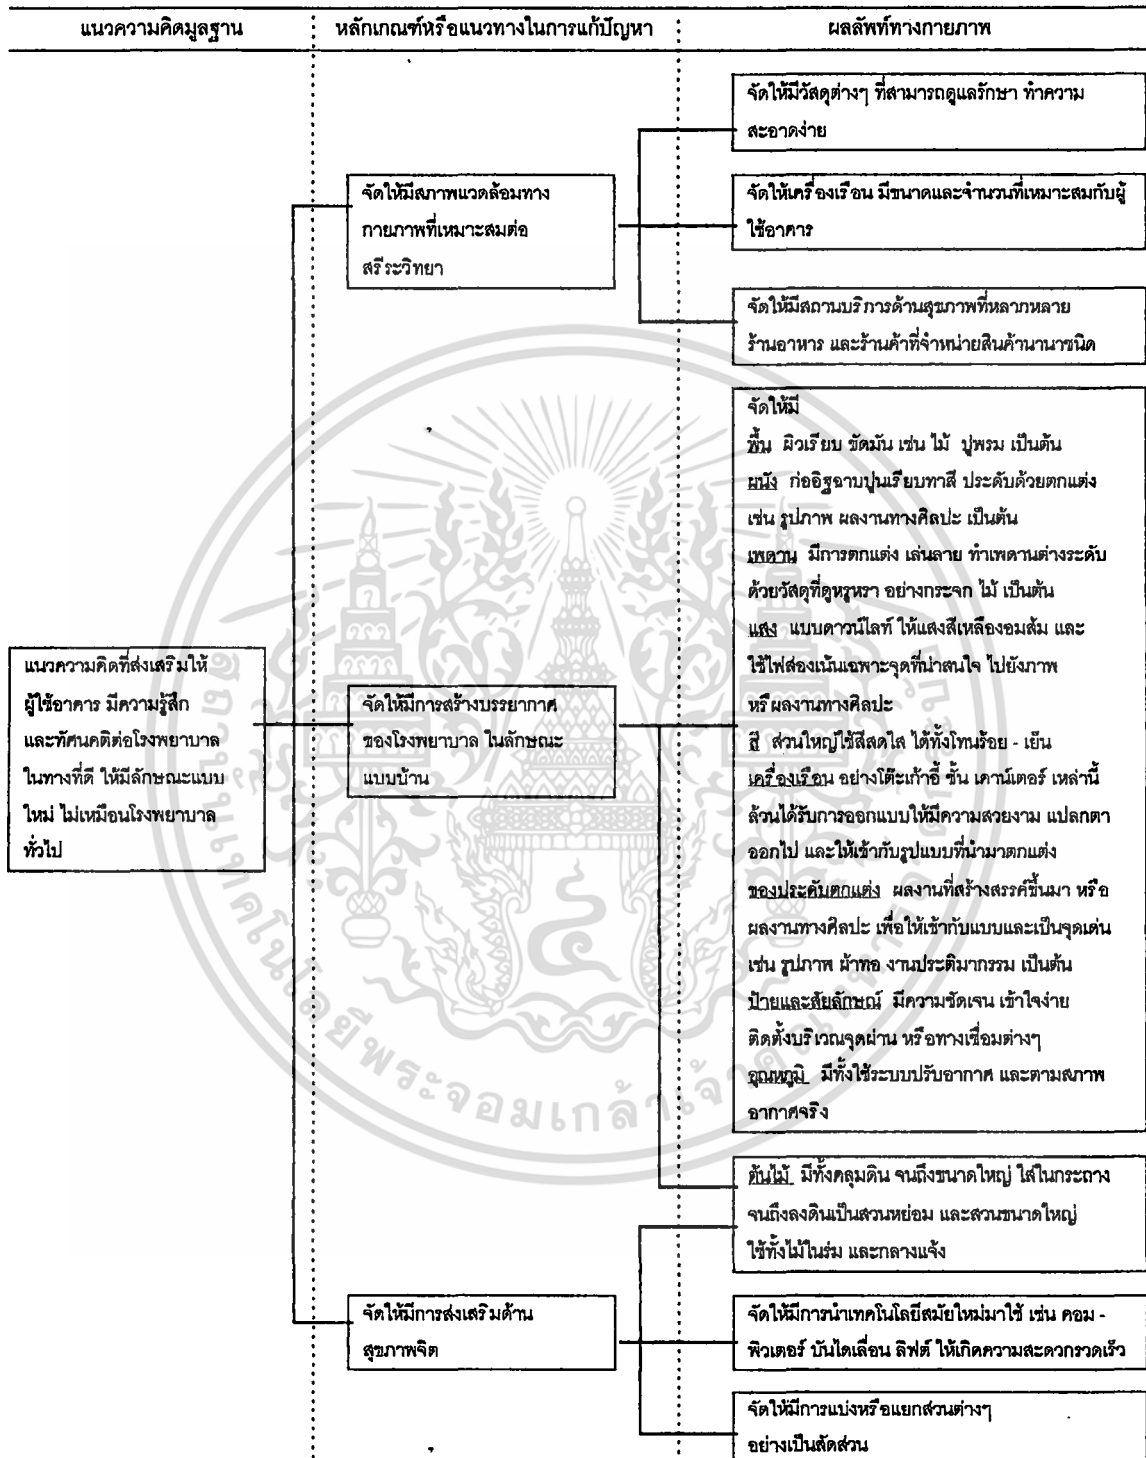 แนวความคิดมูลฐาน
หลักเกณฑ์หรือแนวทางในการแก้ปัญหา
ผลลัพท์ทางกายภาพ
แนวความคิดที่ส่งเสริมให้
ผู้ใช้อาคาร มีความรู้สึก
และทัศนคติต่อโรงพยาบาล
ในทางที่ดี ให้มีลักษณะแบบ
ใหม่ ไม่เหมือนโรงพยาบาล
ทั่วไป
จัดให้มีสภาพแวดล้อมทาง
กายภาพที่เหมาะสมต่อ
สรีระวิทยา
จัดให้มีวัสดุต่างๆ ที่สามารถดูแลรักษา ทำความ
สะอาดง่าย
จัดให้เครื่องเรือน มีขนาดและจำนวนที่เหมาะสมกับผู้
ใช้อาคาร
จัดให้มีสถานบริการด้านสุขภาพที่หลากหลาย
ร้านอาหาร และร้านค้าที่จำหน่ายสินค้านานาชนิด
จัดให้มีการสร้างบรรยากาศ
ของโรงพยาบาล ในลักษณะ
แบบบ้าน
จัดให้มี
พื้น ผิวเรียบ ขัดมัน เช่น ไม้ ปูพรม เป็นต้น
ผนัง ก่ออิฐฉาบปูนเรียบทาสี ประดับด้วยตกแต่ง
เช่น รูปภาพ ผลงานทางศิลปะ เป็นต้น
เพดาน มีการตกแต่ง เล่นลาย ทำเพดานต่างระดับ
ด้วยวัสดุที่ดูหรูหรา อย่างกระจก ไม้ เป็นต้น
แสง แบบดาวน์ไลท์ ให้แสงสีเหลืองอมส้ม และ
ใช้ไฟส่องเน้นเฉพาะจุดที่น่าสนใจ ไปยังภาพ
หรื ผลงานทางศิลปะ
สี ส่วนใหญ่ใช้สีสดใส ได้ทั้งโทนร้อย - เย็น
เครื่องเรือน อย่างโต๊ะเก้าอี้ ชั้น เคาน์เตอร์ เหล่านี้
ล้วนได้รับการออกแบบให้มีความสวยงาม แปลกตา
ออกไป และให้เข้ากับรูปแบบที่นำมาตกแต่ง
ของประดับตกแต่ง ผลงานที่สร้างสรรค์ขึ้นมา หรือ
ผลงานทางศิลปะ เพื่อให้เข้ากับแบบและเป็นจุดเด่น
เช่น รูปภาพ ผ้าทอ งานประติมากรรม เป็นต้น
ป้ายและสัยลักษณ์ มีความชัดเจน เข้าใจง่าย
ติดตั้งบริเวณจุดผ่าน หรือทางเชื่อมต่างๆ
อุณหภูมิ มีทั้งใช้ระบบปรับอากาศ และตามสภาพ
อากาศจริง
ต้นไม้ มีทั้งคลุมดิน จนถึงขนาดใหญ่ ใส่ในกระถาง
จนถึงลงดินเป็นสวนหย่อม และสวนขนาดใหญ่
ใช้ทั้งไม้ในร่ม และกลางแจ้ง
จัดให้มีการส่งเสริมด้าน
สุขภาพจิต
จัดให้มีการนำเทคโนโลยีสมัยใหม่มาใช้ เช่น คอม -
พิวเตอร์ บันไดเลื่อน ลิฟต์ ให้เกิดความสะดวกรวดเร็ว
จัดให้มีการแบ่งหรือแยกส่วนต่างๆ
อย่างเป็นสัดส่วน